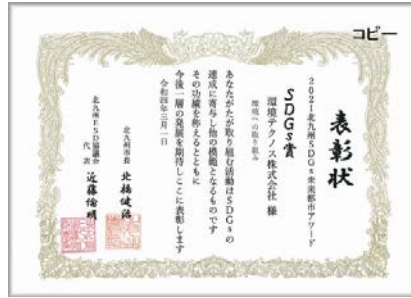 コピー
表彰状
2021北九州SDGs未来都市アワード
SDGs賞
環境テクノス株式会社 様
環境への取り組み
あなたがたが取り組む活動はSDGsの
達成に寄与し他の模範となるものです
その功績を称えるとともに
今後一層の発展を期待しここに表彰します
令和四年三月一日
北九州市長 北橋健治
北九州ESD協議会
代表 近藤倫明